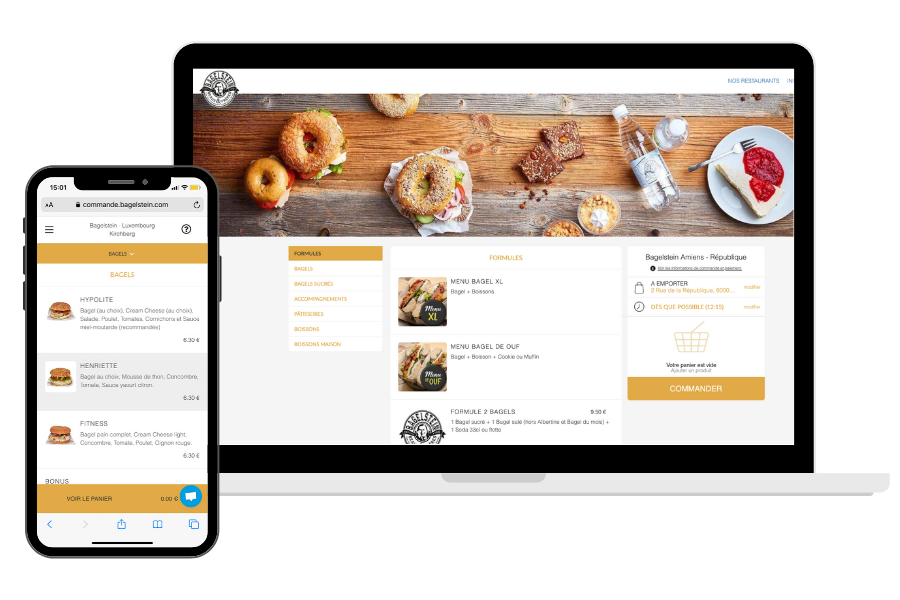 BAGELSTEIN
NOS RESTAURANTS
FORMULES
BAGELS
BAGELS SUCRÉS
ACCOMPAGNEMENTS
PÂTISSERIES
BOISSONS
BOISSONS MAISON
FORMULES
MENU BAGEL XL
Bagel + Boissons
Menu
XL
MENU BAGEL DE OUF
Bagel + Boisson + Cookie ou Muffin
Menu
OUF
FORMULE 2 BAGELS 9.50 €
1 Bagel sucré + 1 Bagel salé (hors Albertine et Bagel du mois) +
1 Soda 33cl ou flotte
BAGELSTEIN
Bagelstein Amiens - République
Voir les informations de commande et paiement.
A EMPORTER
2 Rue de la République, 8000...
modifier
DÈS QUE POSSIBLE (12:15)
modifier
Votre panier est vide
Ajouter un produit
COMMANDER
15:01
AA commande.bagelstein.com
Bagelstein - Luxembourg
Kirchberg
BAGELS
BAGELS
HYPOLITE
Bagel (au choix), Cream Cheese (au choix),
Salade, Poulet, Tomates, Cornichons et Sauce
miel-moutarde (recommandée)
6.30 €
HENRIETTE
Bagel au choix, Mousse de thon, Concombre,
Tomate, Sauce yaourt citron.
6.30 €
FITNESS
Bagel pain complet, Cream Cheese light,
Concombre, Tomate, Poulet, Oignon rouge.
6.30 €
BONUS
VOIR LE PANIER 0.00 €